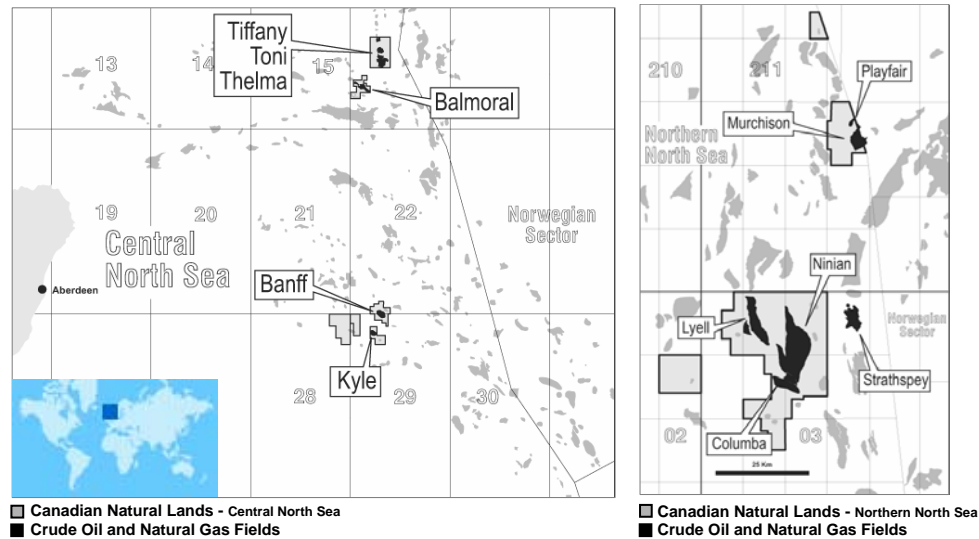 Tiffany
Toni
Thelma
13
14
15
Balmoral
19
20
21
22
Norwegian
Sector
Central
North Sea
Aberdeen
Banff
Kyle
28
29
30
Canadian Natural Lands - Central North Sea
Crude Oil and Natural Gas Fields
210
211
Playfair
Murchison
Northern
North Sea
Ninian
Lyell
Norwegian
Sector
Strathspey
02
03
Columba
25 Km
Canadian Natural Lands - Northern North Sea
Crude Oil and Natural Gas Fields